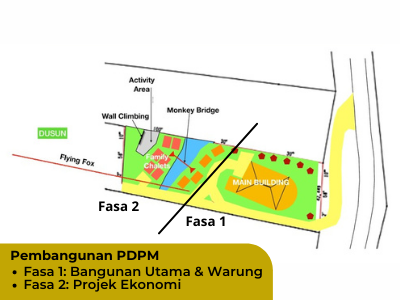 Activity
Area
Monkey Bridge
Wall Climbing
DUSUN
Flying Fox
Family
Chalets
MAIN BUILDING
Fasa 2
Fasa 1
Pembangunan PDPM
• Fasa 1: Bangunan Utama & Warung
• Fasa 2: Projek Ekonomi